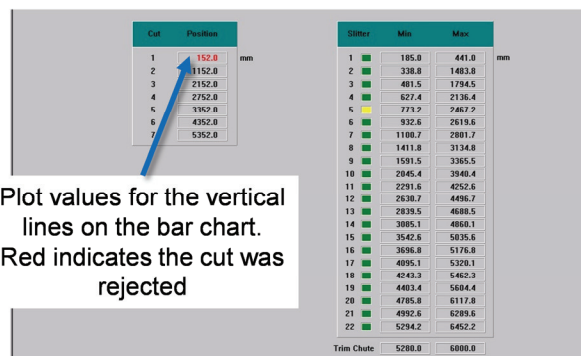 Cut Position
1 152.0 mm
2 1152.0
3 2152.0
4 2752.0
5 3352.0
6 4352.0
7 5352.0
Plot values for the vertical
lines on the bar chart.
Red indicates the cut was
rejected
Slitter Min Max
1 185.0 441.0 mm
2 338.8 1483.8
3 481.5 1794.5
4 627.4 2136.4
5 773.2 2467.2
6 932.6 2619.6
7 1100.7 2801.7
8 1411.8 3134.8
9 1591.5 3365.5
10 2045.4 3940.4
11 2291.6 4252.6
12 2630.7 4496.7
13 2839.5 4688.5
14 3085.1 4860.1
15 3542.6 5035.6
16 3696.8 5176.8
17 4095.1 5320.1
18 4243.3 5462.3
19 4403.4 5604.4
20 4785.8 6117.8
21 4992.6 6289.6
22 5294.2 6452.2
Trim Chute 5280.0 6000.0